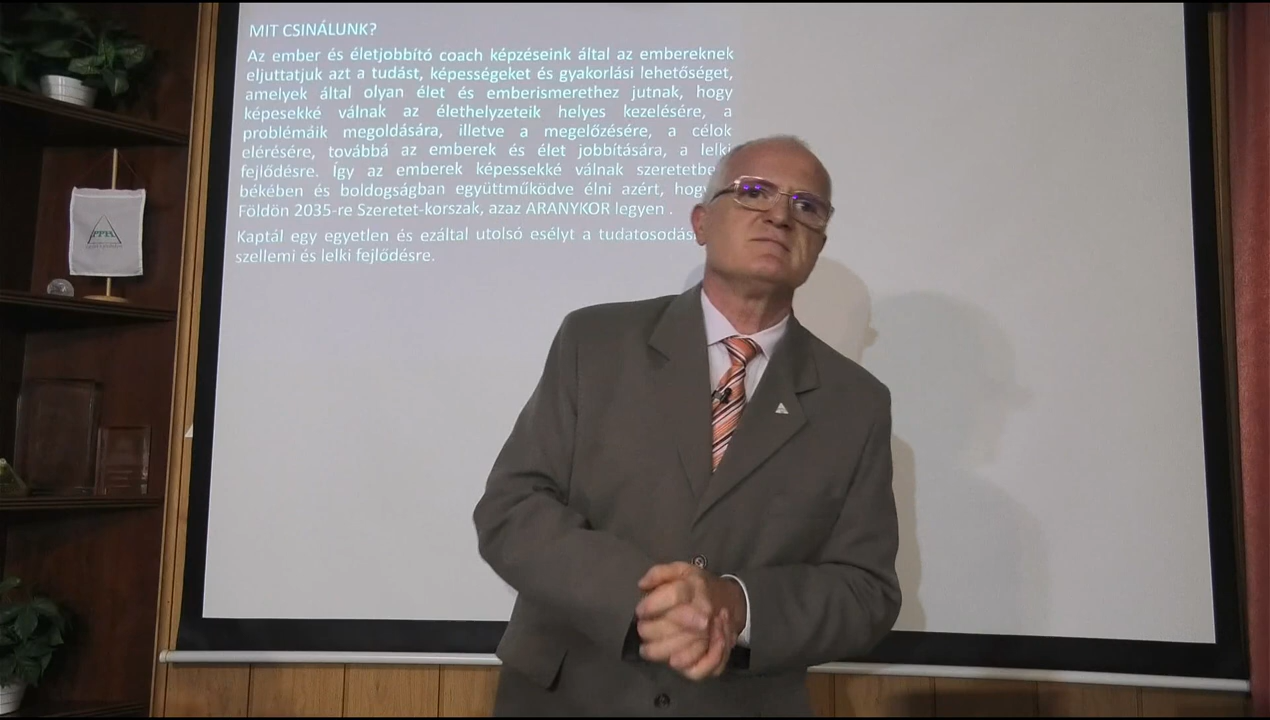 MIT CSINÁLUNK?
Az ember és életjobbító coach képzéseink által az embereknek
eljuttatjuk azt a tudást, képességeket és gyakorlási lehetőséget,
amelyek által olyan élet és emberismerethez jutnak, hogy
képesekké válnak az élethelyzeteik helyes kezelésére, a
problémáik megoldására, illetve a megelőzésére, a célok
elérésére, továbbá az emberek és élet jobbítására, a lelki
fejlődésre. Így az emberek képessekké válnak
békében és boldogságban együttműködve élni azért,
Földön 2035-re Szeretet-korszak, azaz ARANYKOR legyen .
Kaptál egy egyetlen és ezáltal utolsó esélyt a
szellemi és lelki fejlődésre.